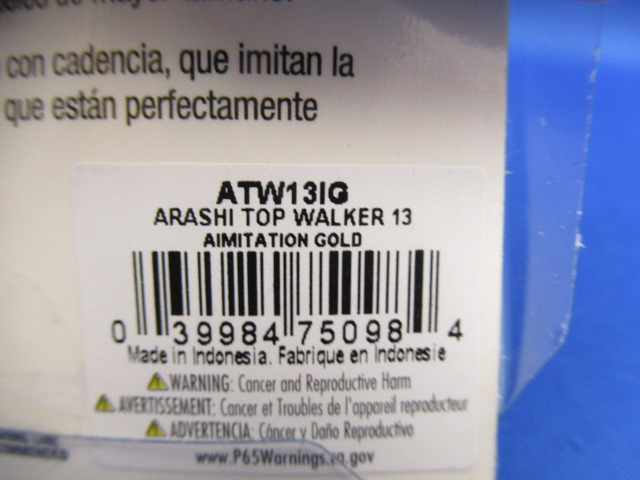 con cadencia, que imitan la
que están perfectamente
ATW13IG
ARASHI TOP WALKER 13
AIMITATION GOLD
0 39984 75098 4
Made in Indonesia. Fabrique en Indonesie
WARNING: Cancer and Reproductive Harm
AVERTISSEMENT: Cancer et Troubles de l'appareil reproducteur
ADVERTENCIA: Cáncer y Daño Reproductivo
www.P65Warnings.ca.gov